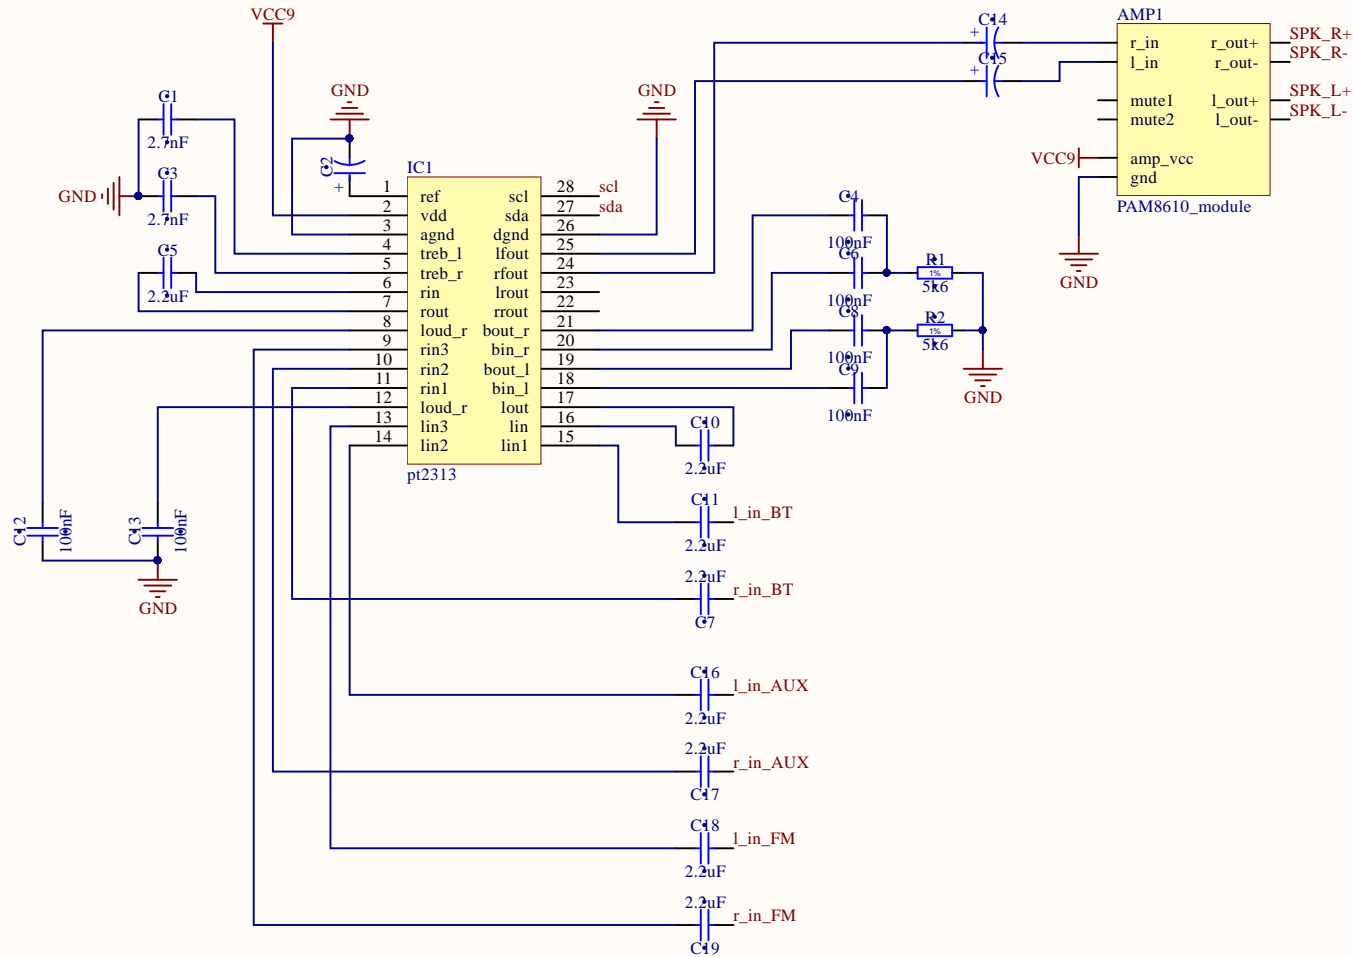 VCC9
GND
GND
C1
2.7nF
C3
2.7nF
GND
C5
2.2uF
C2
+
IC1
1 ref
2 vdd
3 agnd
4 treb_l
5 treb_r
6 rin
7 rout
8 loud_r
9 rin3
10 rin2
11 rin1
12 loud_r
13 lin3
14 lin2
28 scl scl
27 sda sda
26 dgnd
25 lfout
24 rfout
23 lrout
22 rrout
21 bout_r
20 bin_r
19 bout_l
18 bin_l
17 lout
16 lin
15 lin1
pt2313
C14
+
C15
+
AMP1
r_in r_out+ SPK_R+
l_in r_out- SPK_R-
mute1 l_out+ SPK_L+
mute2 l_out- SPK_L-
VCC9 amp_vcc
gnd
PAM8610_module
GND
C4
100nF
C6
100nF
C8
100nF
C9
100nF
R1
1%
5k6
R2
1%
5k6
GND
C10
2.2uF
C12
100nF
C13
100nF
GND
C11
l_in_BT
2.2uF
2.2uF
r_in_BT
C7
C16
l_in_AUX
2.2uF
2.2uF
r_in_AUX
C17
C18
l_in_FM
2.2uF
2.2uF
r_in_FM
C19